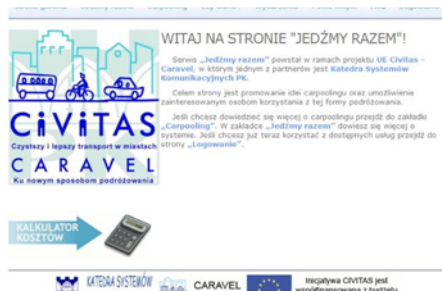 WITAJ NA STRONIE "JEDŹMY RAZEM"!
Serwis „Jedźmy razem” powstał w ramach projektu UE Civitas –
Caravel, w którym jednym z partnerów jest Katedra Systemów
Komunikacyjnych PK.
Celem strony jest promowanie idei carpoolingu oraz umożliwienie
zainteresowanym osobom korzystania z tej formy podróżowania.
Jeśli chcesz dowiedzieć się więcej o carpoolingu przejdź do zakładki
„Carpooling”. W zakładce „Jedźmy razem” dowiesz się więcej o
systemie. Jeśli chcesz już teraz korzystać z dostępnych usług przejdź do
strony „Logowanie”.
CiViTAS
Czystszy i lepszy transport w miastach
CARAVEL
Ku nowym sposobom podróżowania
KALKULATOR
KOSZTÓW
KATEDRA SYSTEMÓW
CARAVEL
Inicjatywa CIVITAS jest
współfinansowana z budżetu